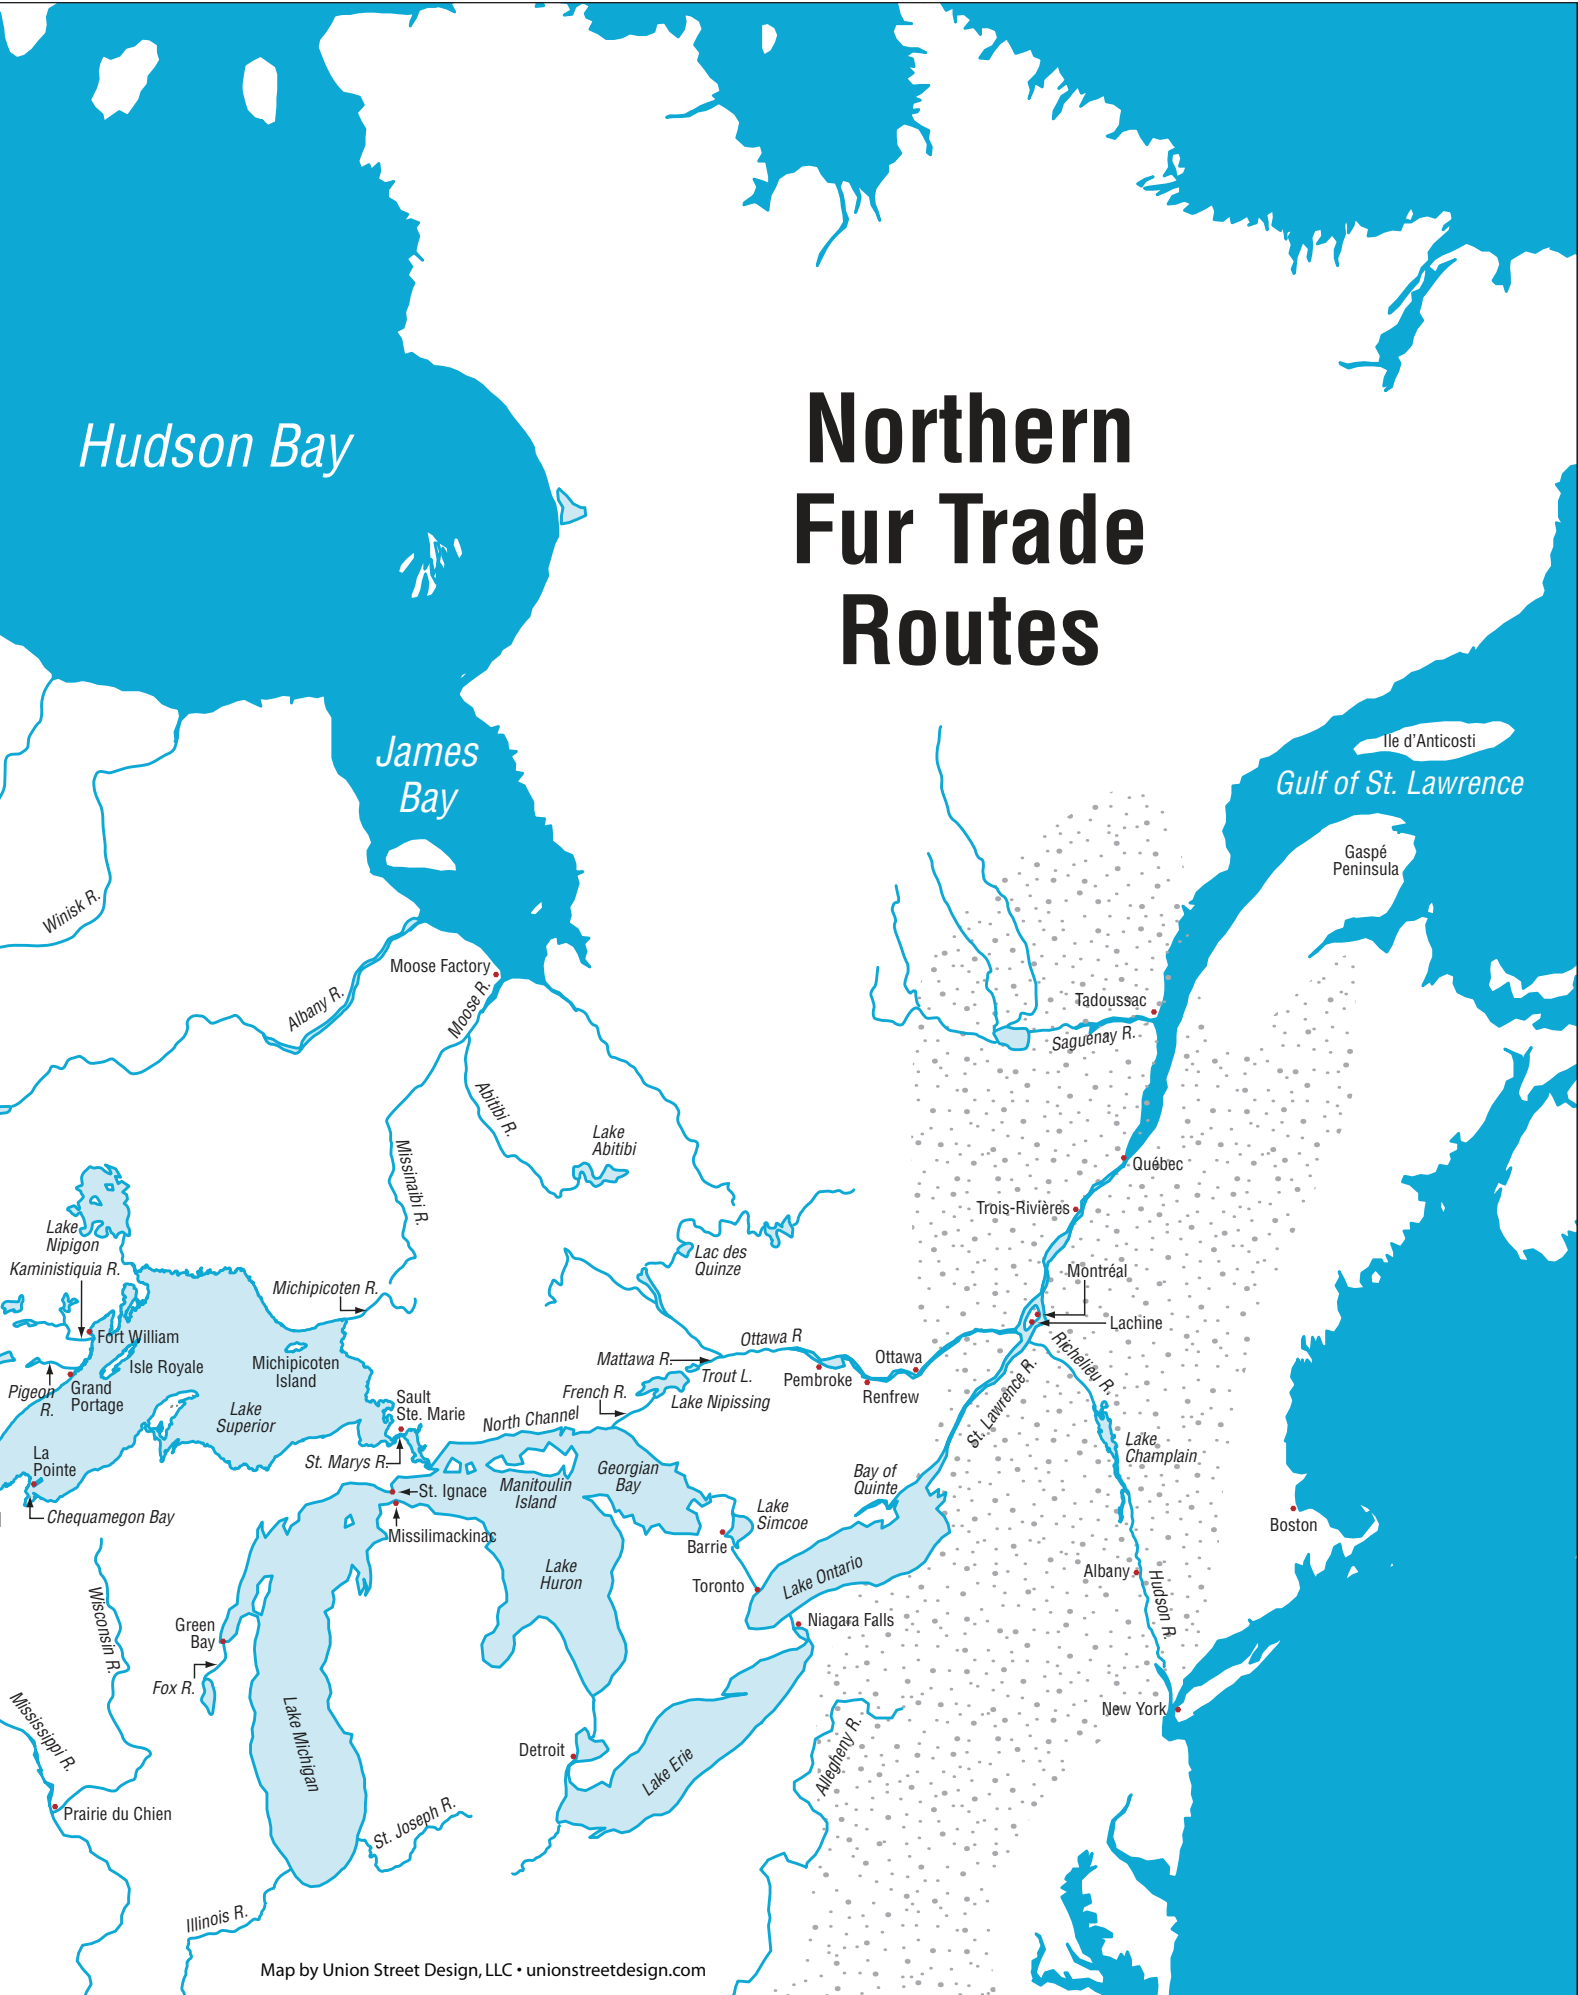 Northern
Fur Trade
Routes
Hudson Bay
James
Bay
Ile d'Anticosti
Gulf of St. Lawrence
Gaspé
Peninsula
Winisk R.
Albany R.
Moose Factory
Moose R.
Abitibi R.
Missinaibi R.
Lake
Abitibi
Tadoussac
Saguenay R.
Québec
Trois-Rivières
Lac des
Quinze
Montréal
Lachine
Richelieu R.
Lake
Nipigon
Kaministiquia R.
Michipicoten R.
Fort William
Isle Royale
Michipicoten
Island
Pigeon
R.
Grand
Portage
Lake
Superior
Sault
Ste. Marie
St. Marys R.
La
Pointe
Chequamegon Bay
Ottawa R
Mattawa R.
Trout L.
French R.
Lake Nipissing
North Channel
Pembroke
Renfrew
Ottawa
St. Lawrence R.
Lake
Champlain
Bay of
Quinte
St. Ignace
Missilimackinac
Manitoulin
Island
Georgian
Bay
Lake
Simcoe
Barrie
Toronto
Lake Ontario
Niagara Falls
Lake
Huron
Boston
Albany
Hudson R.
New York
Wisconsin R.
Green
Bay
Fox R.
Mississippi R.
Prairie du Chien
Lake Michigan
Detroit
Lake Erie
St. Joseph R.
Allegheny R.
Illinois R.
Map by Union Street Design, LLC • unionstreetdesign.com